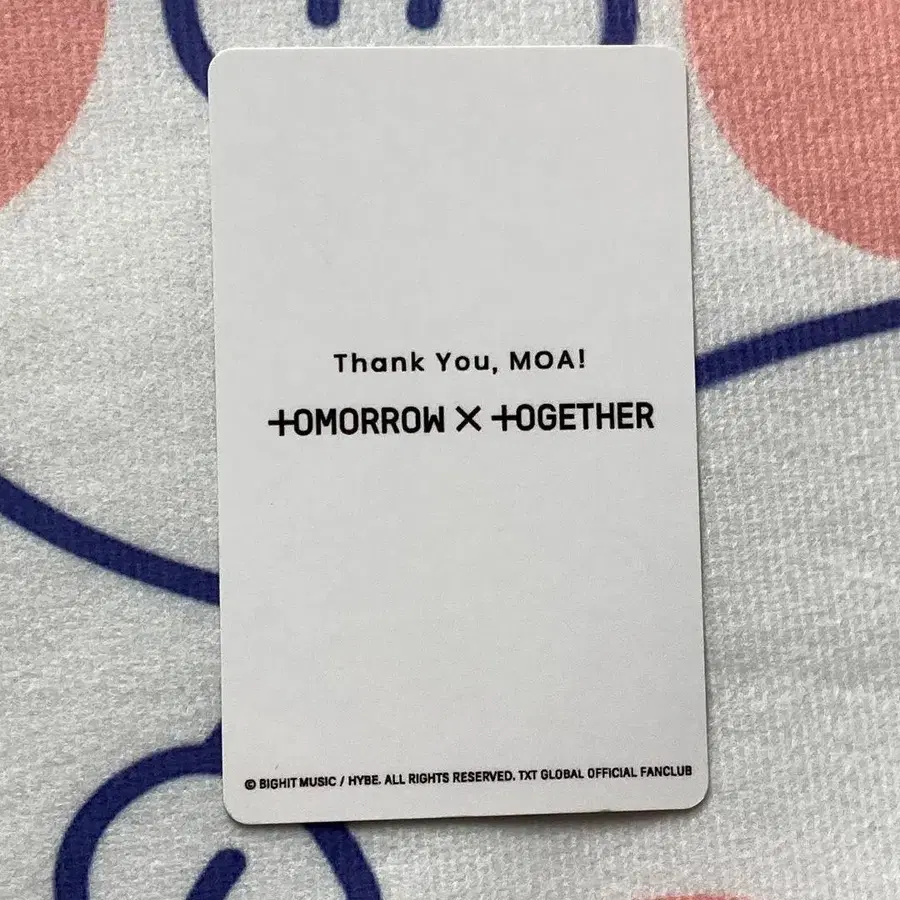 Thank You, MOA!
TOMORROW X TOGETHER
© BIGHIT MUSIC / HYBE. ALL RIGHTS RESERVED. TXT GLOBAL OFFICIAL FANCLUB